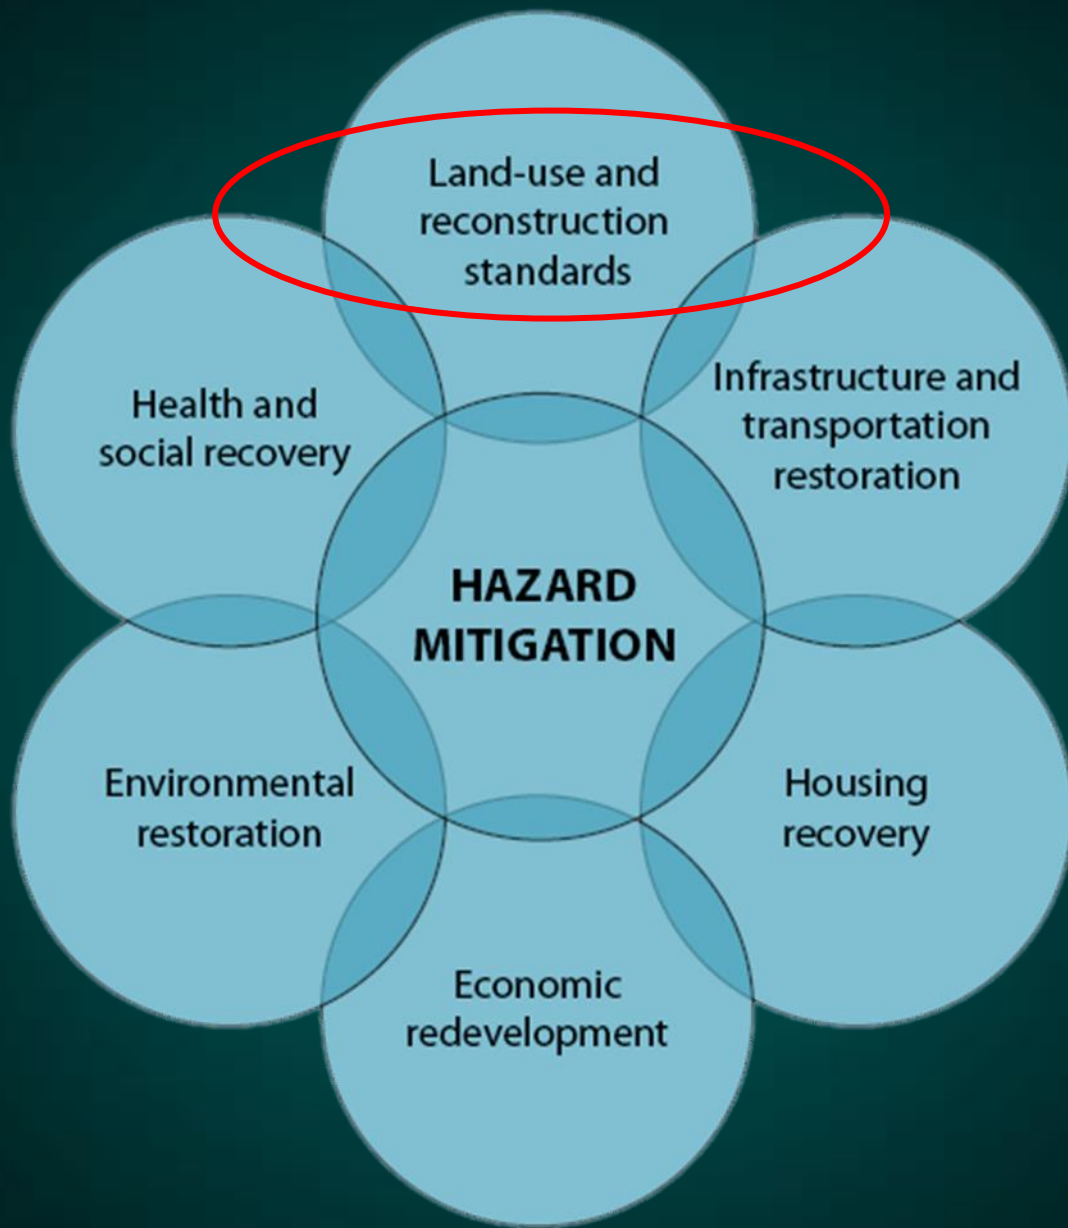 Land-use and
reconstruction
standards
Infrastructure and
transportation
restoration
Health and
social recovery
HAZARD
MITIGATION
Environmental
restoration
Housing
recovery
Economic
redevelopment